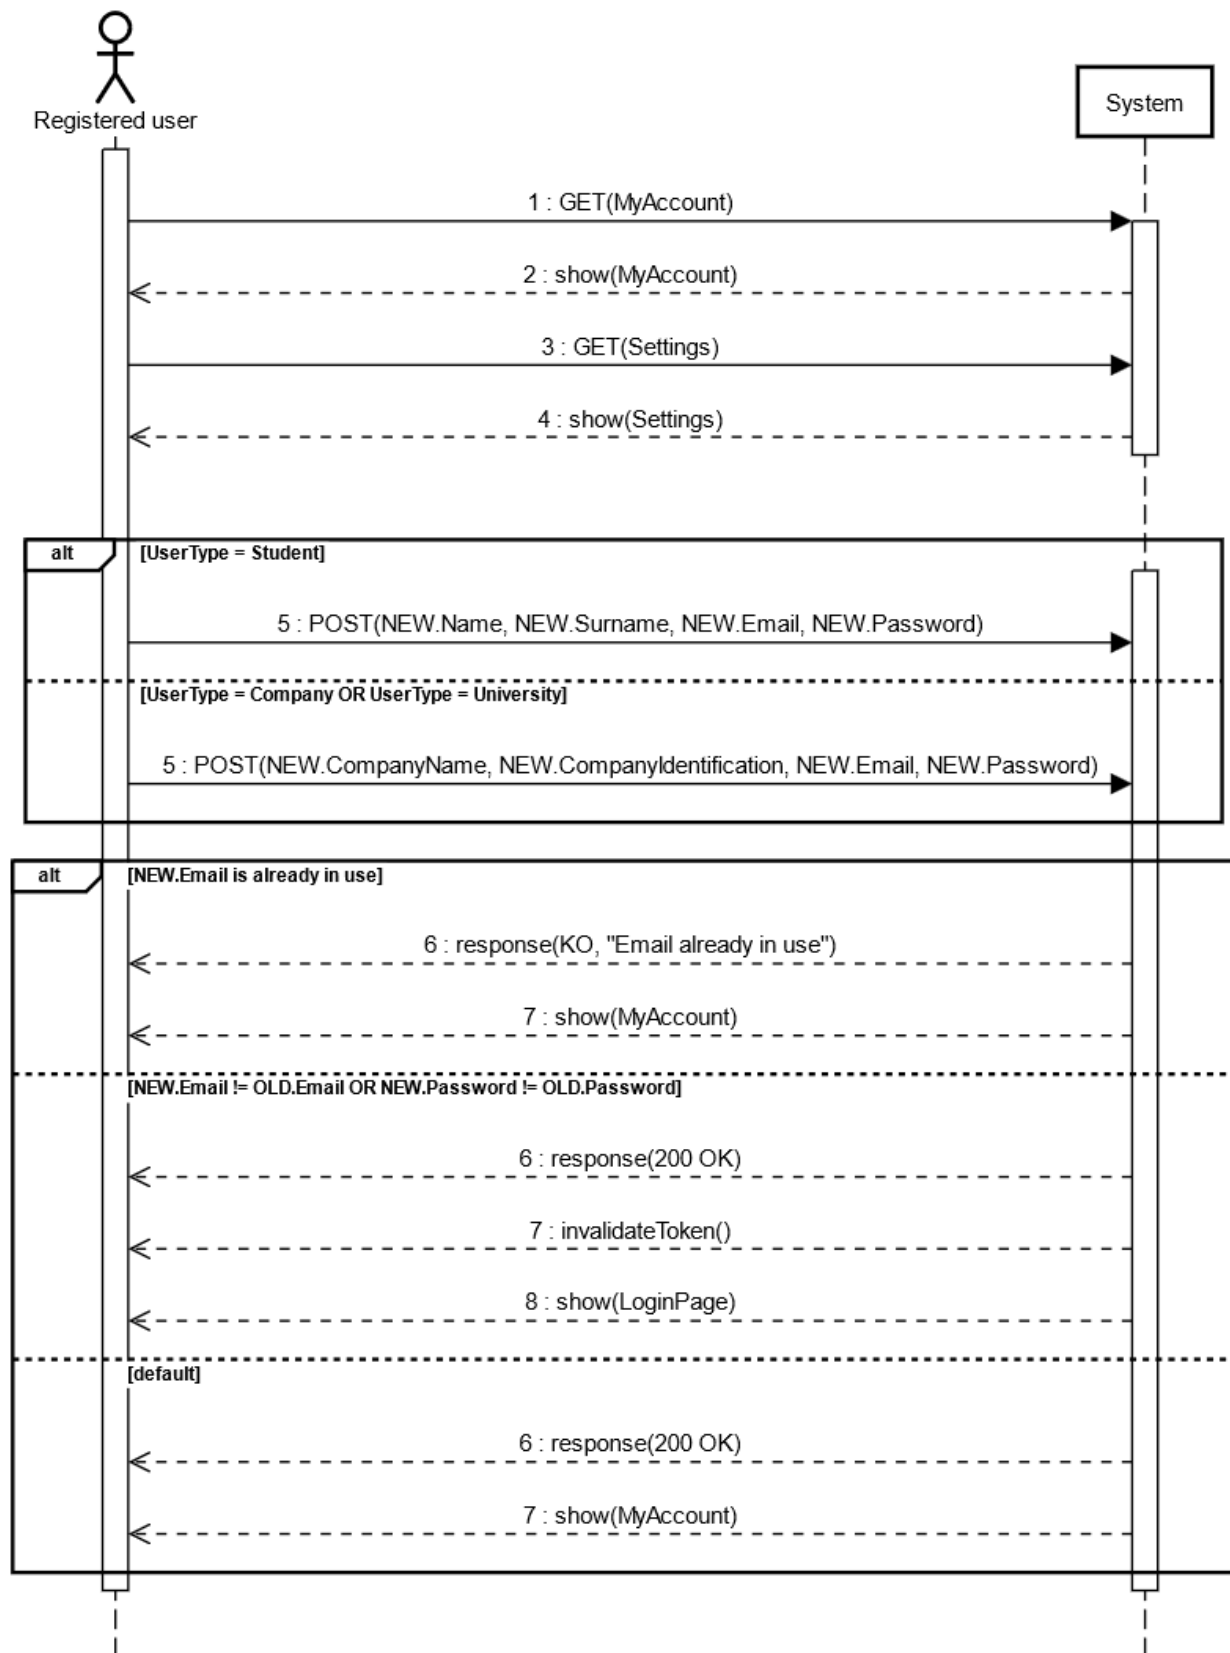 Registered user
System
1 : GET(MyAccount)
2 : show(MyAccount)
3 : GET(Settings)
4 : show(Settings)
alt
[UserType = Student]
5 : POST(NEW.Name, NEW.Surname, NEW.Email, NEW.Password)
[UserType = Company OR UserType = University]
5 : POST(NEW.CompanyName, NEW.CompanyIdentification, NEW.Email, NEW.Password)
alt
[NEW.Email is already in use]
6 : response(KO, "Email already in use")
7 : show(MyAccount)
[NEW.Email != OLD.Email OR NEW.Password != OLD.Password]
6 : response(200 OK)
7 : invalidateToken()
8 : show(LoginPage)
[default]
6 : response(200 OK)
7 : show(MyAccount)